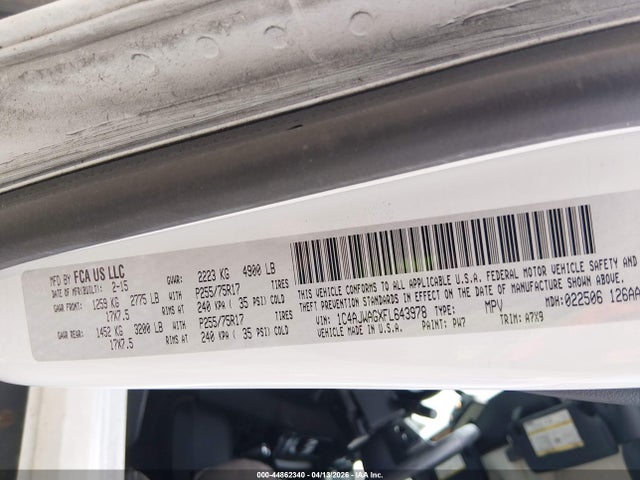 MFD BY FCA US LLC
DATE OF MFR/BUILT: 2-15 GVWR: 2223 KG 4900 LB
GAWR FRONT: 1259 KG 2775 LB P255/75R17 TIRES
17X7.5 RIMS AT 240 KPA ( 35 PSI) COLD
GAWR REAR: 1452 KG 3200 LB P255/75R17 TIRES
17X7.5 RIMS AT 240 KPA ( 35 PSI) COLD
THIS VEHICLE CONFORMS TO ALL APPLICABLE U.S.A. FEDERAL MOTOR VEHICLE SAFETY AND
THEFT PREVENTION STANDARDS IN EFFECT ON THE DATE OF MANUFACTURE SHOWN ABOVE.
VIN: 1C4AJWAGXFL643978 TYPE: MPV MDH: 022506 126AA
VEHICLE MADE IN U.S.A. PAINT: PW7 TRIM: A7X9
000-44862340 - 04/13/2026 - IAA Inc.